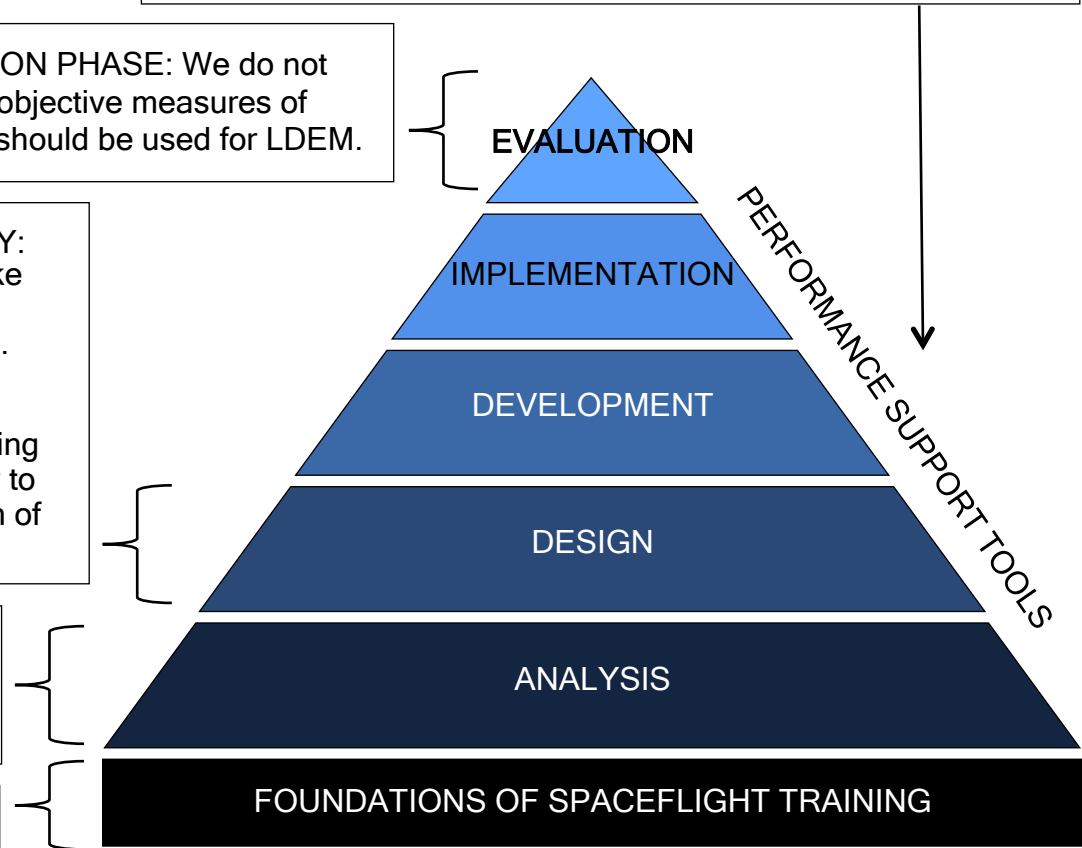 ON PHASE: We do not
objective measures of
should be used for LDEM.
Y:
ke
.
ing
to
n of
EVALUATION
IMPLEMENTATION
DEVELOPMENT
DESIGN
ANALYSIS
FOUNDATIONS OF SPACEFLIGHT TRAINING
PERFORMANCE SUPPORT TOOLS